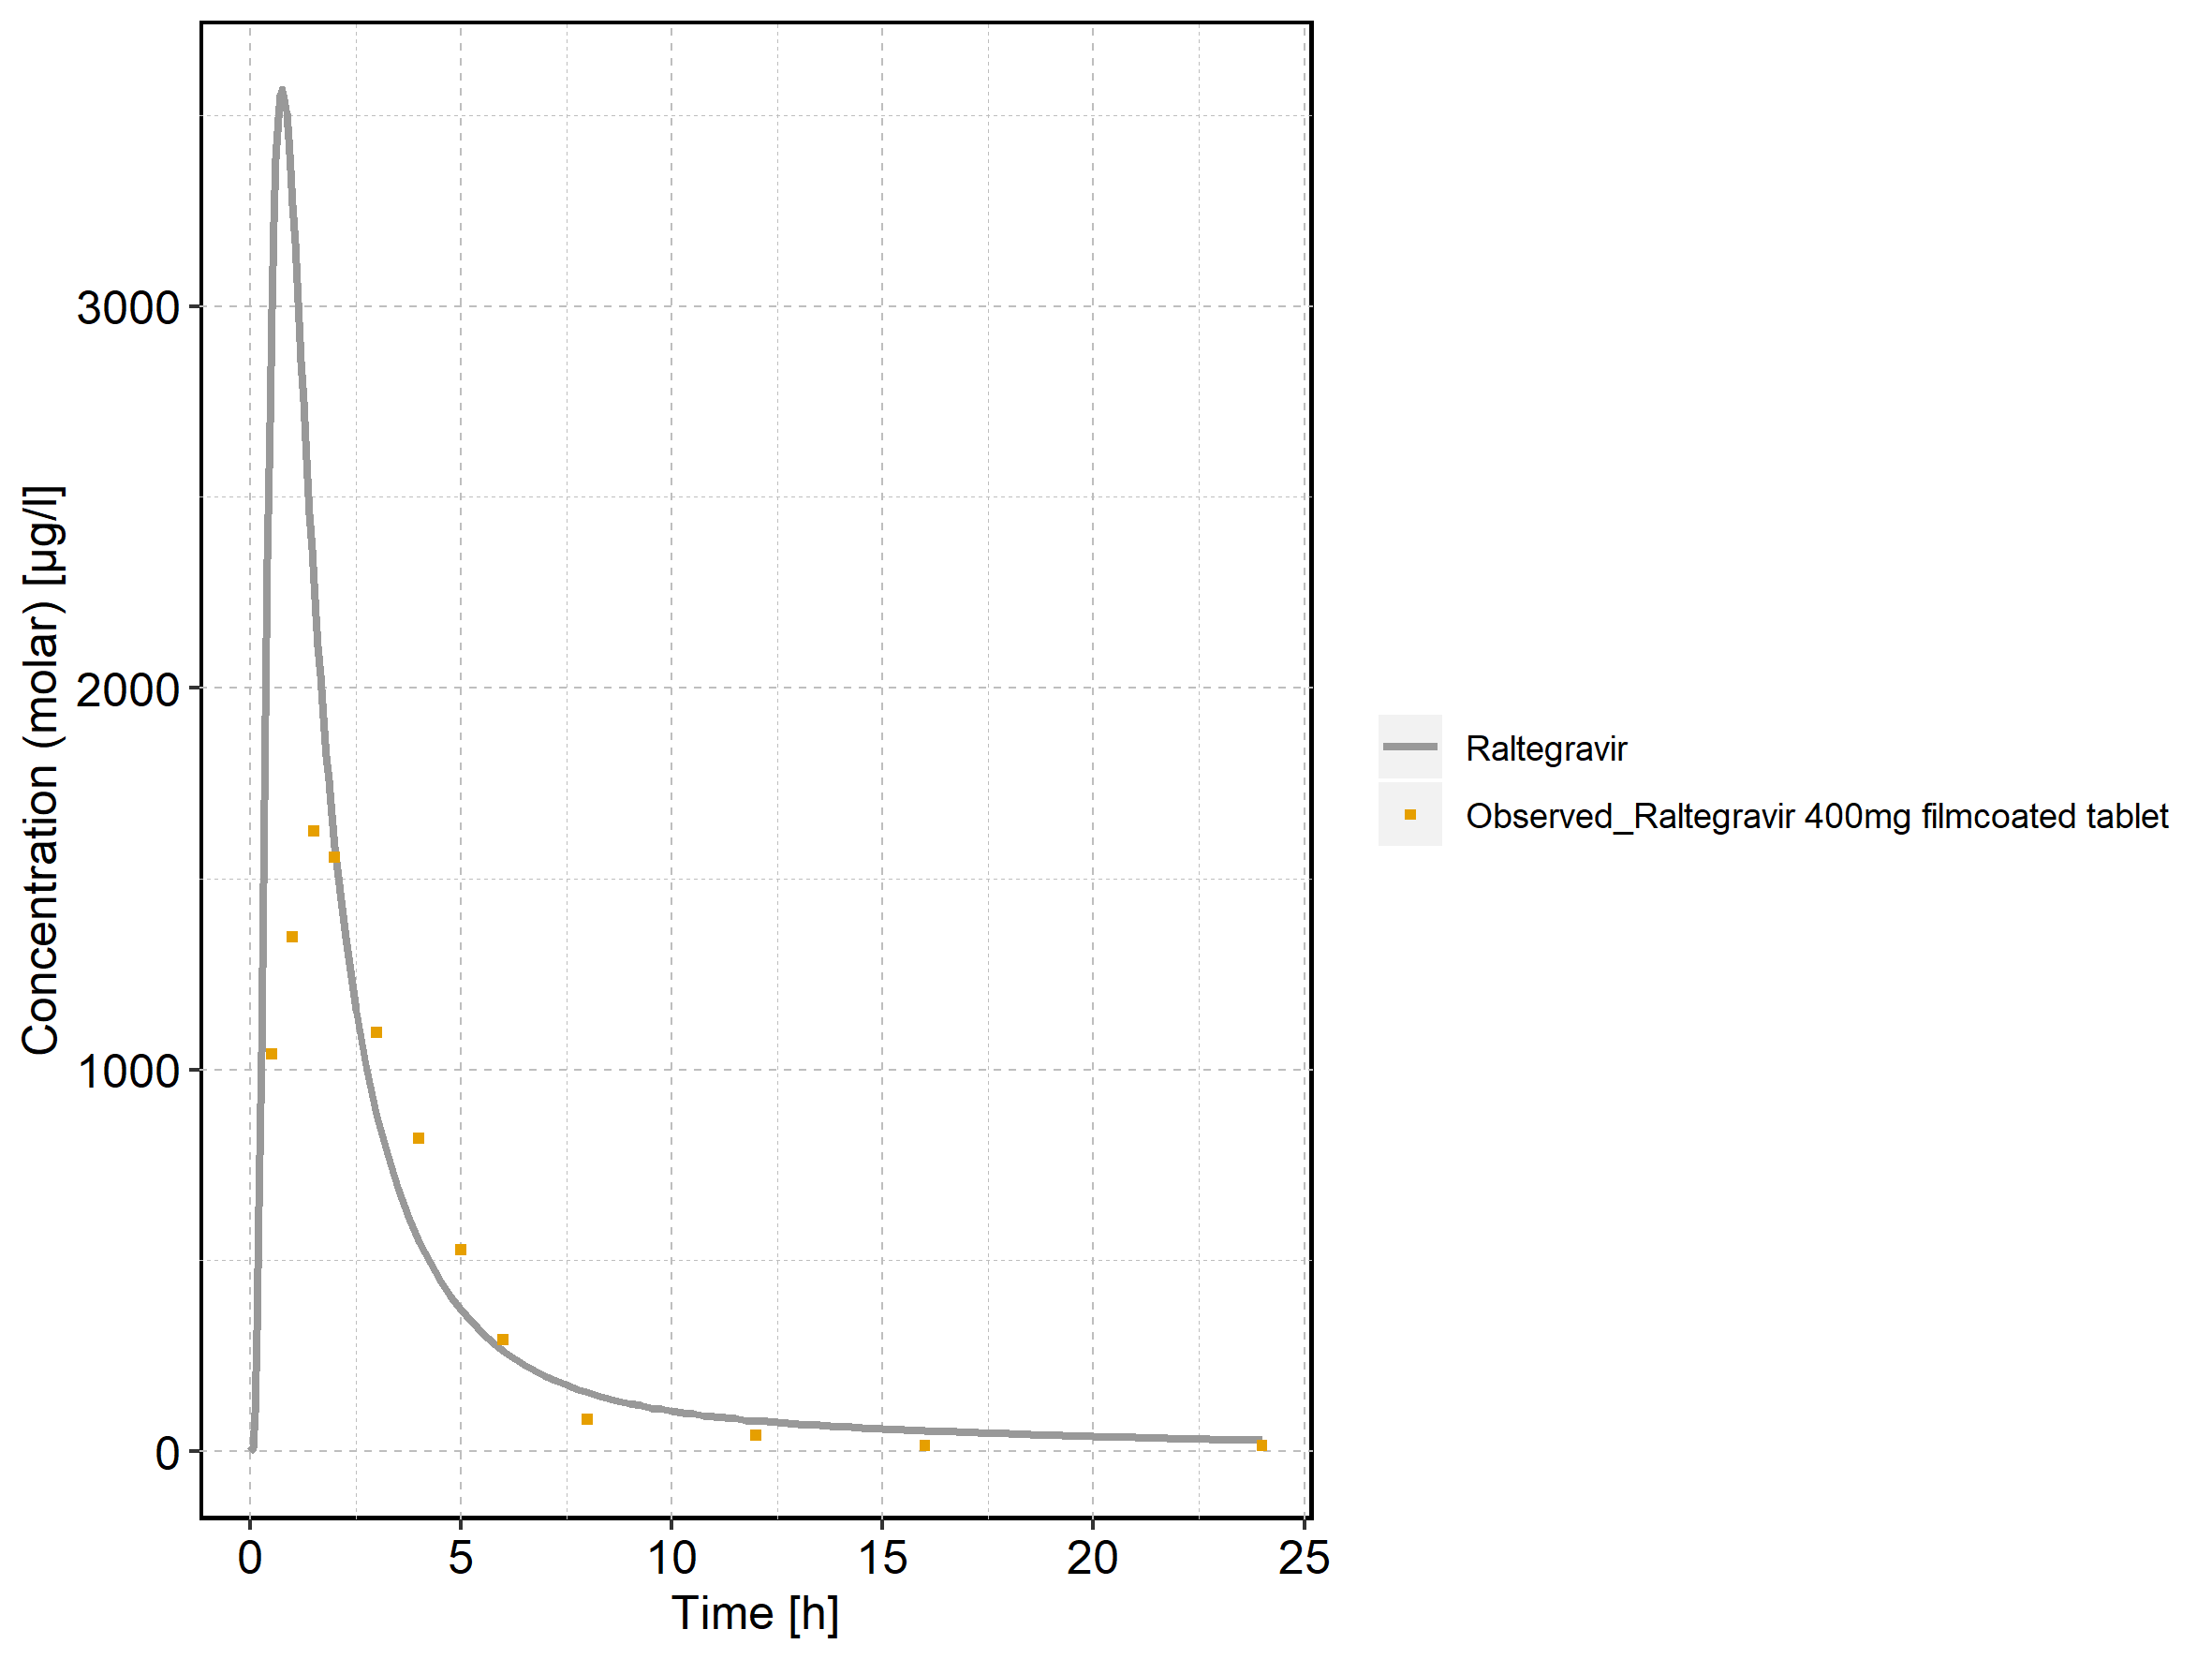 Concentration (molar) [µg/l]
3000
2000
1000
0
0 5 10 15 20 25
Time [h]
Raltegravir
Observed_Raltegravir 400mg filmcoated tablet